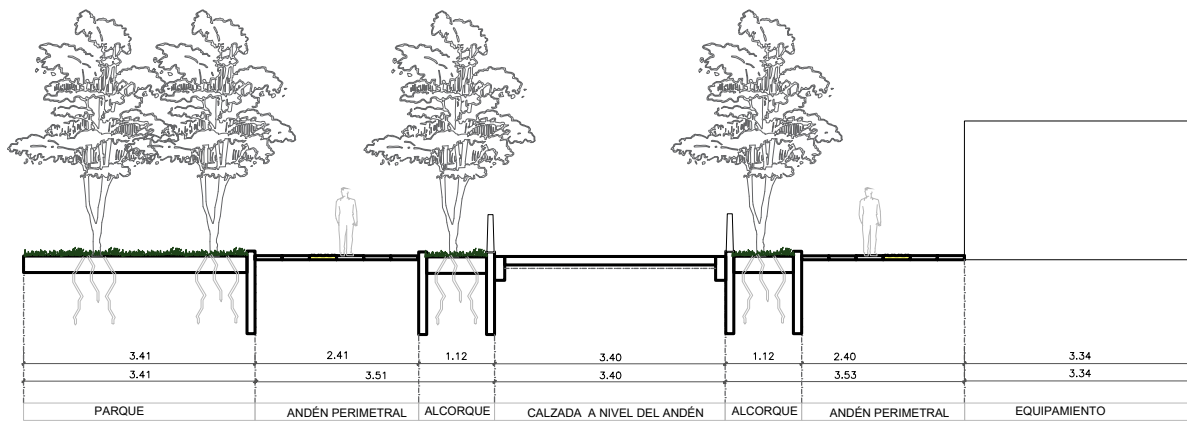 3.41 2.41 1.12 3.40 1.12 2.40 3.34
3.41 3.51 3.40 3.53 3.34
PARQUE ANDÉN PERIMETRAL ALCORQUE CALZADA A NIVEL DEL ANDÉN ALCORQUE ANDÉN PERIMETRAL EQUIPAMIENTO